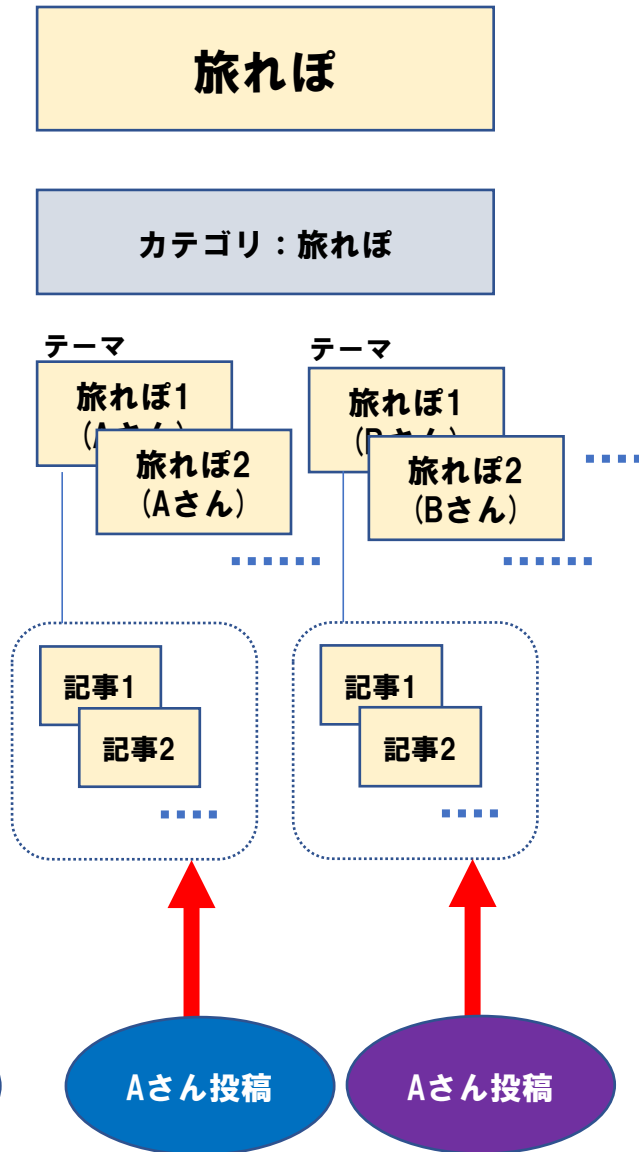 旅れぽ
カテゴリ：旅れぽ
テーマ
旅れぽ1
旅れぽ2
(Aさん)
テーマ
旅れぽ1
旅れぽ2
(Bさん)
記事1
記事2
記事1
記事2
Aさん投稿
Aさん投稿